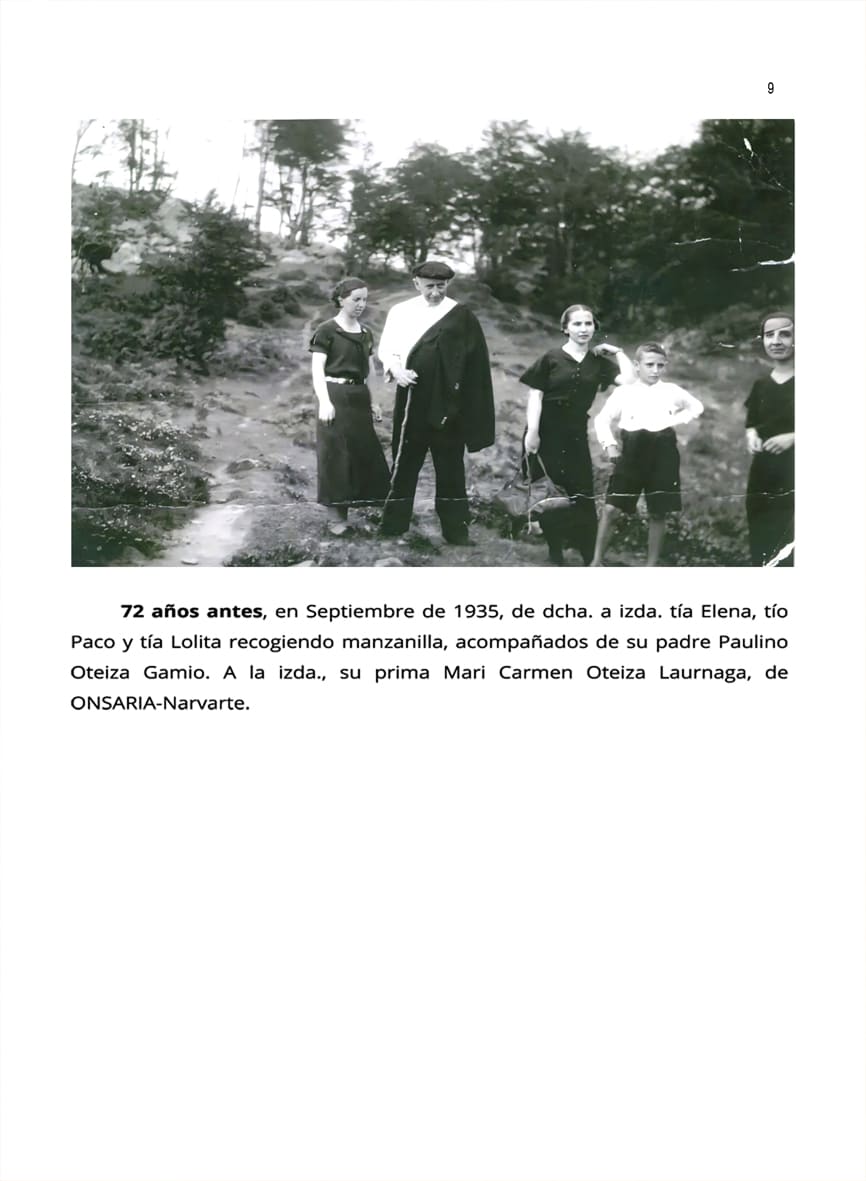 9
72 años antes, en Septiembre de 1935, de dcha. a izda. tía Elena, tío
Paco y tía Lolita recogiendo manzanilla, acompañados de su padre Paulino
Oteiza Gamio. A la izda., su prima Mari Carmen Oteiza Laurnaga, de
ONSARIA-Narvarte.